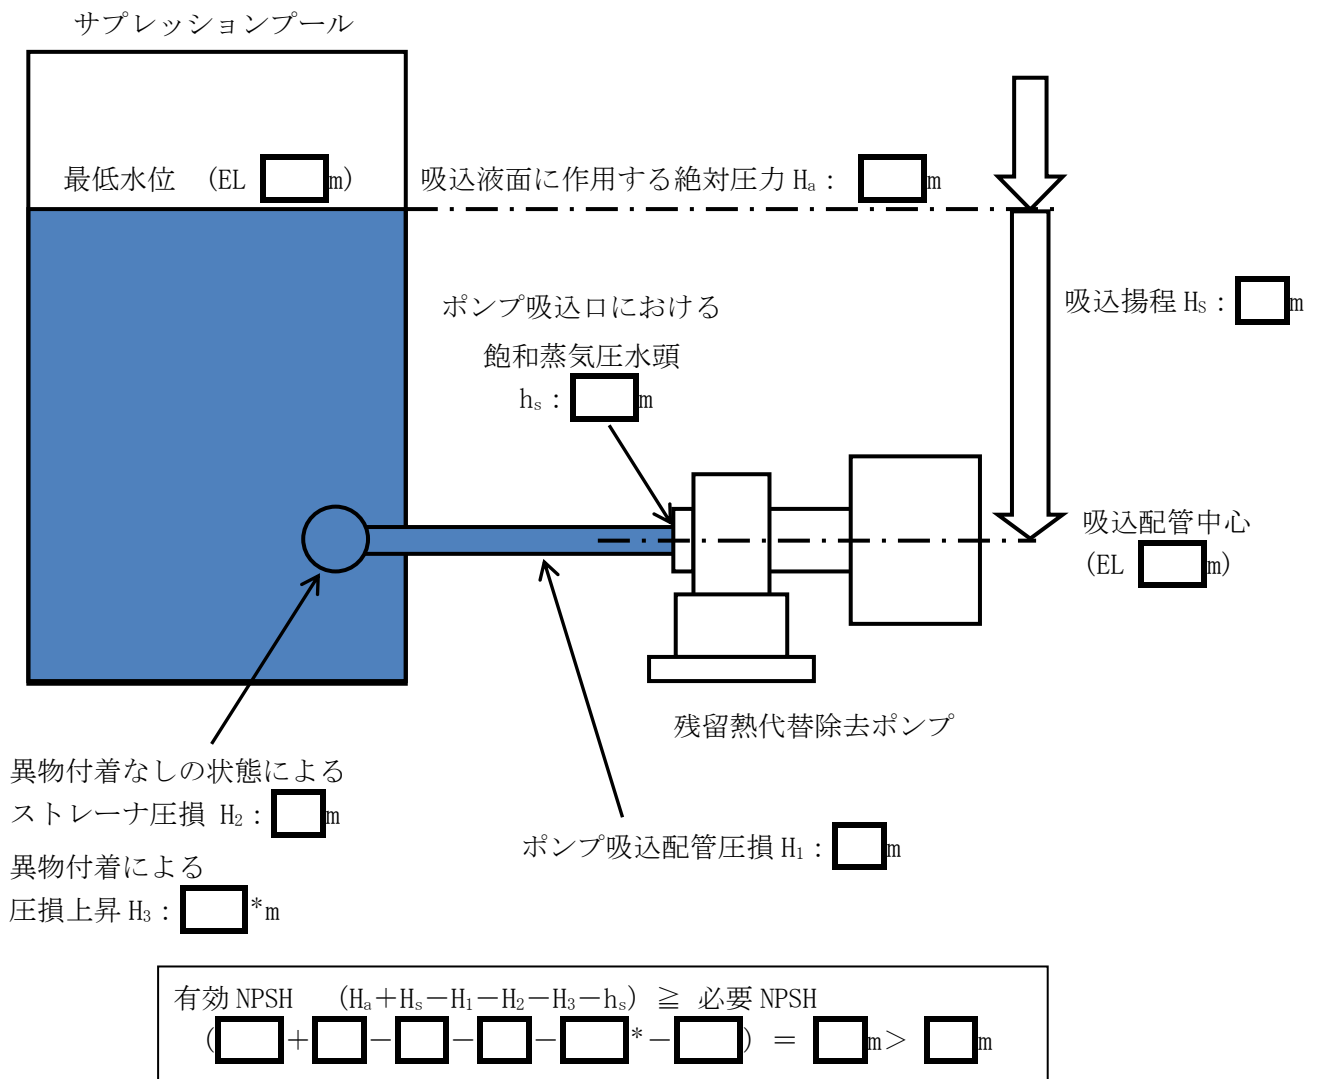 サプレッションプール
最低水位 (EL □m)
吸込液面に作用する絶対圧力 Ha：□m
吸込揚程 HS：□m
ポンプ吸込口における
飽和蒸気圧水頭
hs：□m
吸込配管中心
(EL □m)
残留熱代替除去ポンプ
異物付着なしの状態による
ストレーナ圧損 H2：□m
ポンプ吸込配管圧損 H1：□m
異物付着による
圧損上昇 H3：□*m
有効 NPSH (Ha＋Hs－H1－H2－H3－hs) ≧ 必要 NPSH
(□＋□－□－□－□*－□) ＝ □m＞ □m